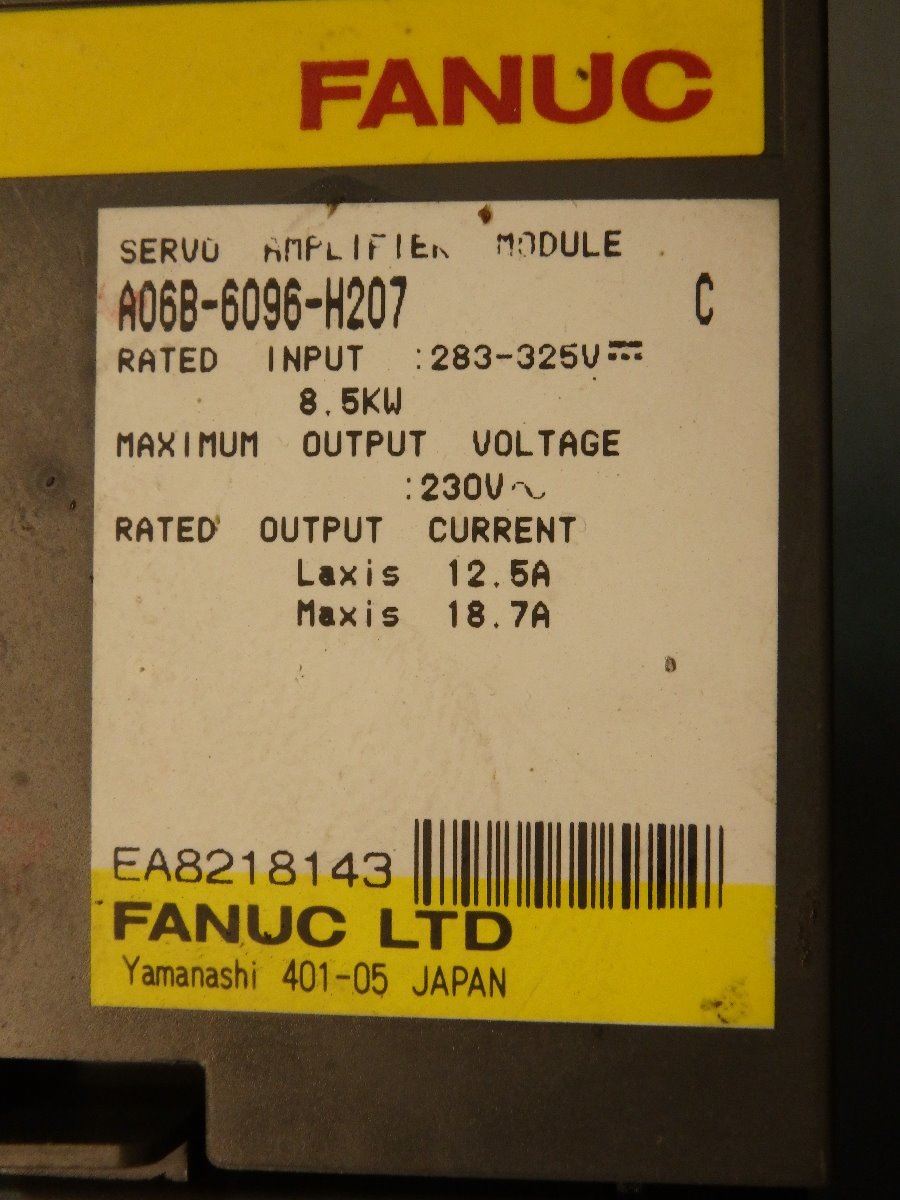 FANUC
SERVO AMPLIFIER MODULE
A06B-6096-H207 C
RATED INPUT :283-325V⎓
8.5KW
MAXIMUM OUTPUT VOLTAGE
:230V～
RATED OUTPUT CURRENT
Laxis 12.5A
Maxis 18.7A
EA8218143
FANUC LTD
Yamanashi 401-05 JAPAN